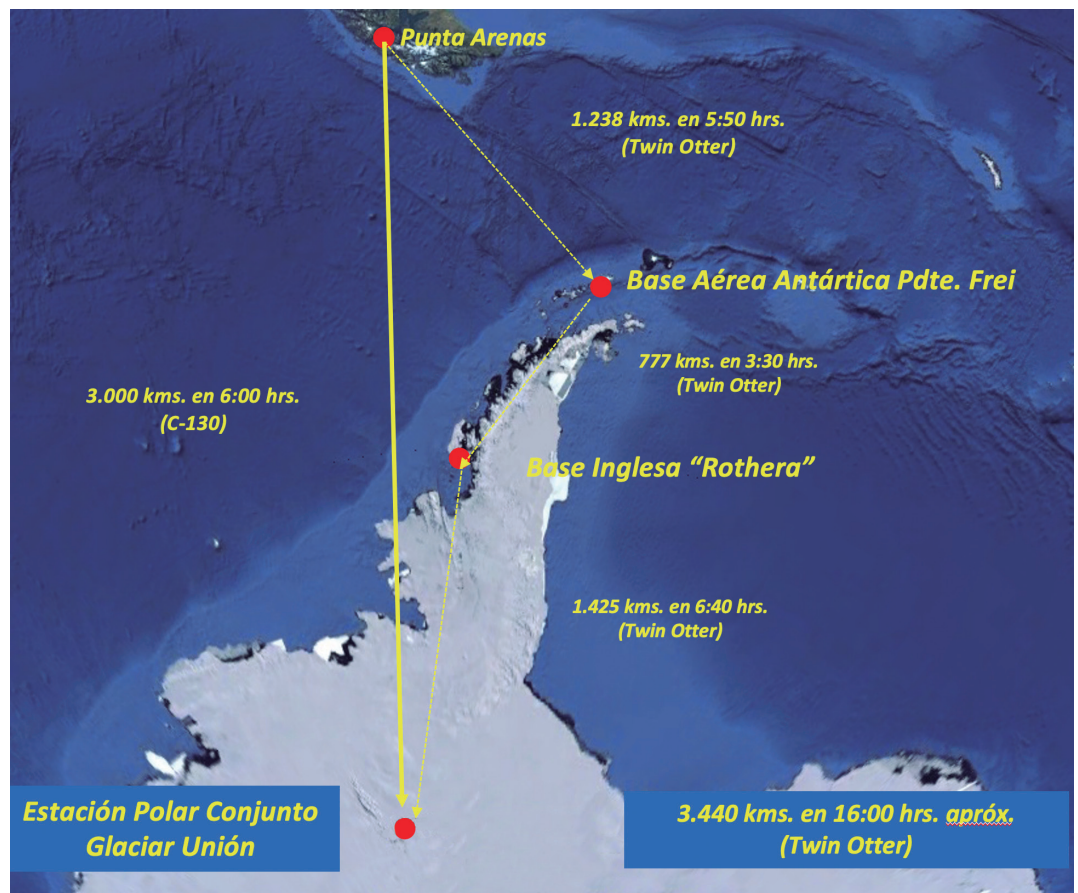 Punta Arenas
1.238 kms. en 5:50 hrs.
(Twin Otter)
Base Aérea Antártica Pdte. Frei
777 kms. en 3:30 hrs.
(Twin Otter)
3.000 kms. en 6:00 hrs.
(C-130)
Base Inglesa “Rothera”
1.425 kms. en 6:40 hrs.
(Twin Otter)
Estación Polar Conjunto
Glaciar Unión
3.440 kms. en 16:00 hrs. apróx.
(Twin Otter)